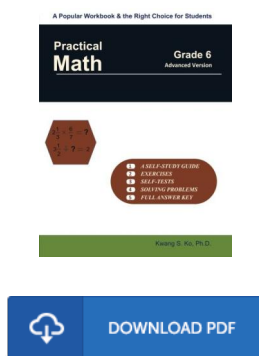 A Popular Workbook & the Right Choice for Students
Practical
Math
Grade 6
Advanced Version
1 A SELF-STUDY GUIDE
2 EXERCISES
3 SELF-TESTS
4 SOLVING PROBLEMS
5 FULL ANSWER KEY
Kwang S. Ko, Ph.D.
DOWNLOAD PDF